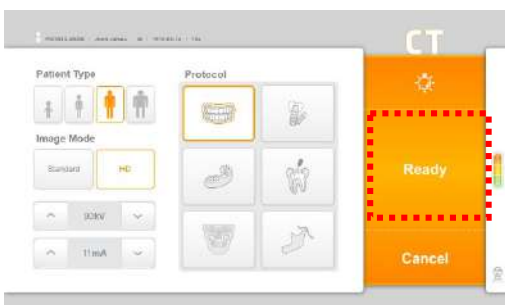 CT
Patient Type
Protocol
Image Mode
Standard
HD
90kV
11mA
Ready
Cancel